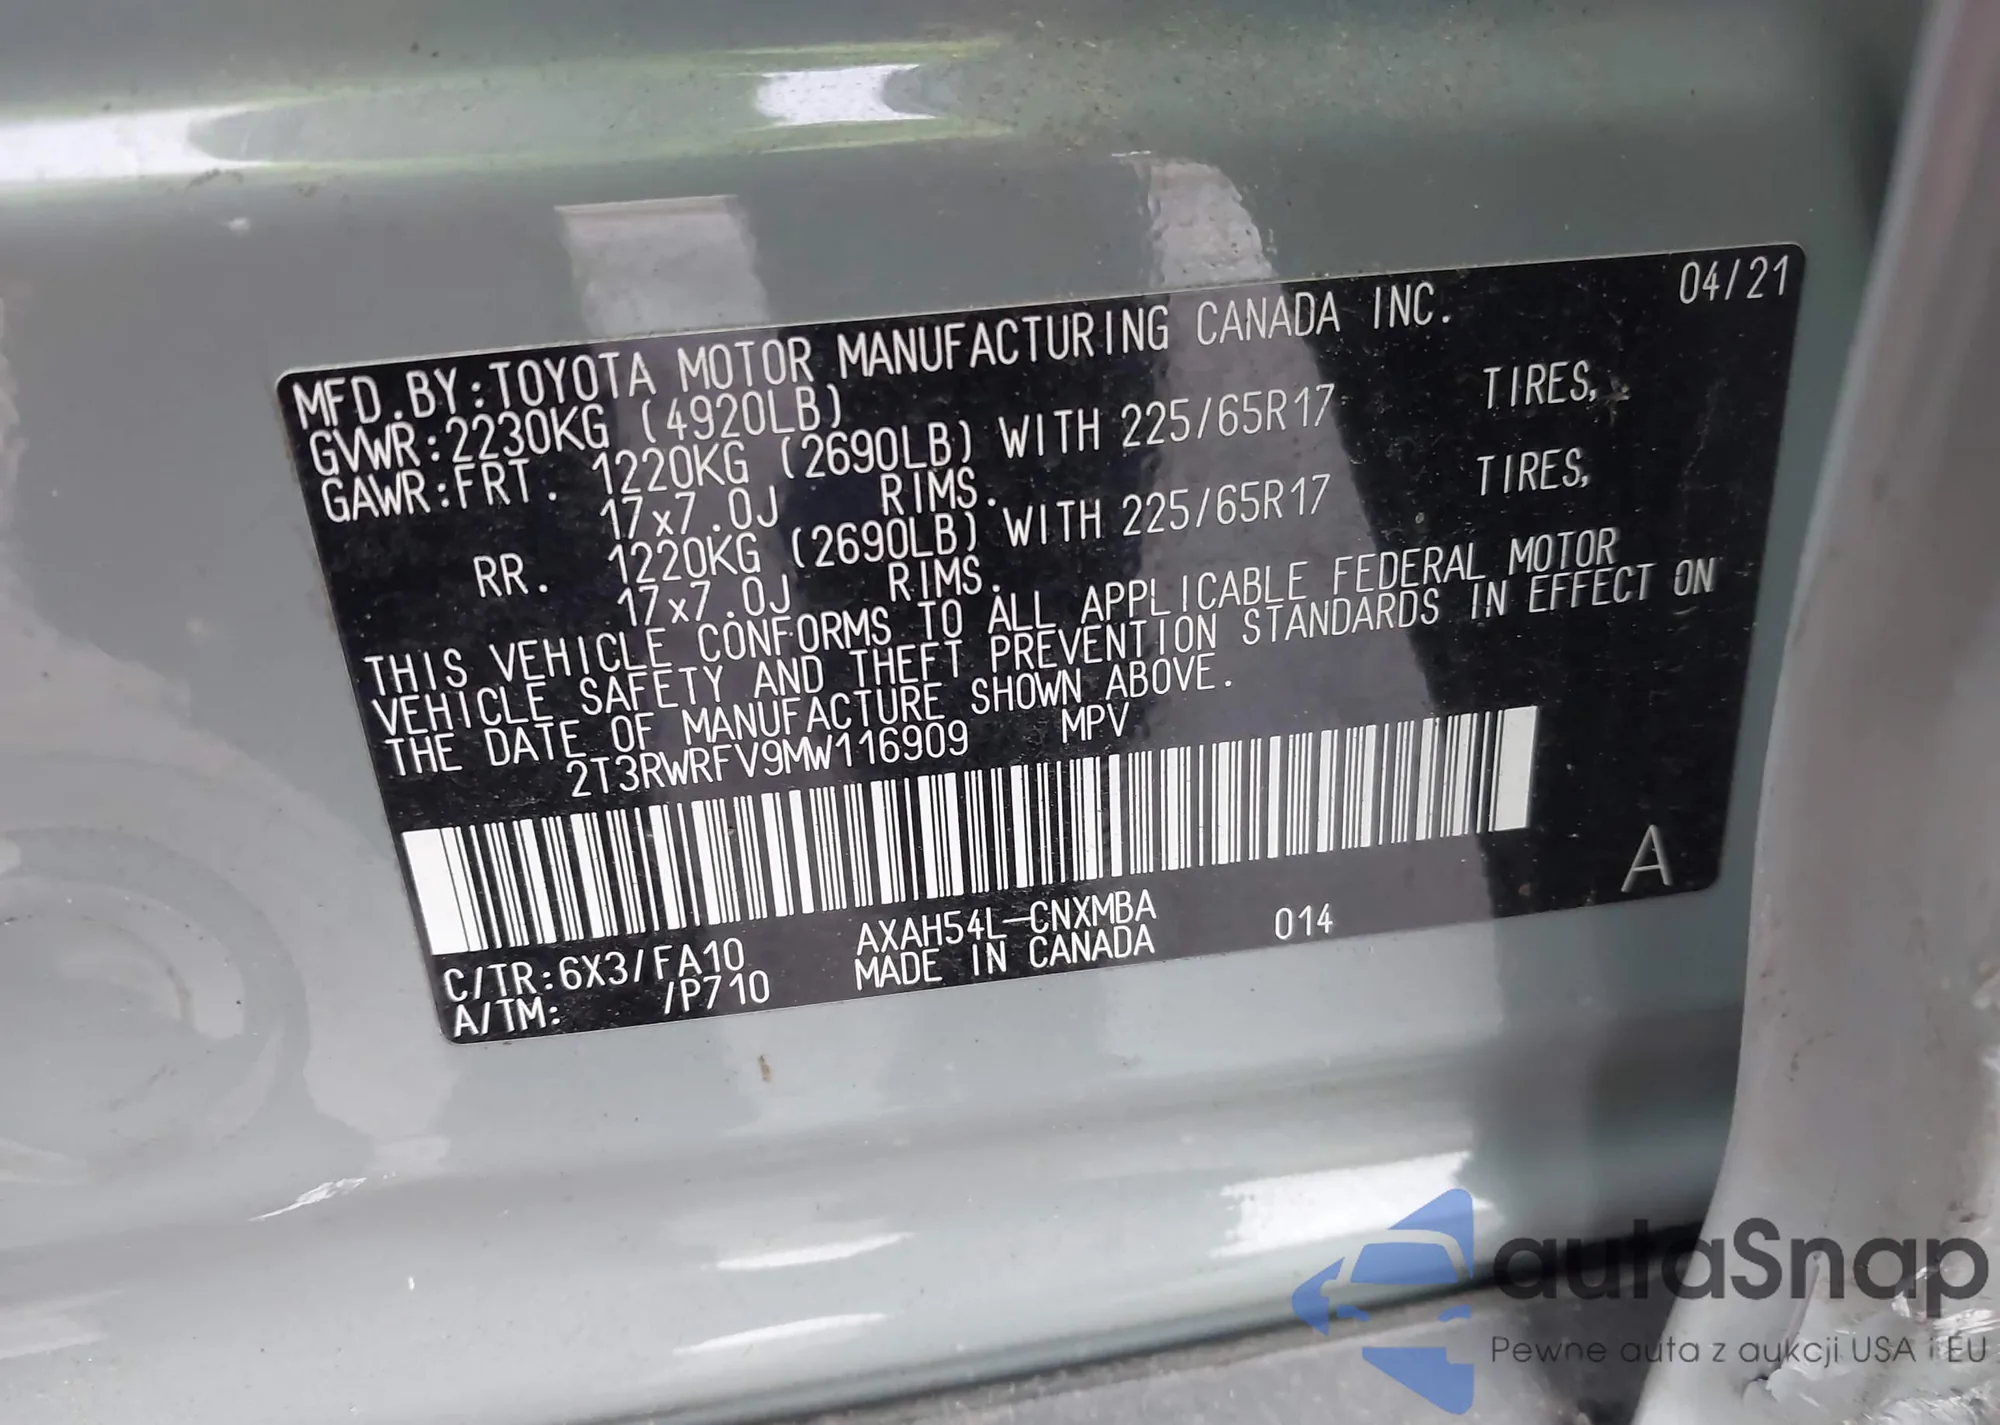 04/21
MFD.BY:TOYOTA MOTOR MANUFACTURING CANADA INC.
GVWR:2230KG (4920LB)
GAWR:FRT. 1220KG (2690LB) WITH 225/65R17 TIRES,
17x7.0J RIMS.
RR. 1220KG (2690LB) WITH 225/65R17 TIRES,
17x7.0J RIMS.
THIS VEHICLE CONFORMS TO ALL APPLICABLE FEDERAL MOTOR
VEHICLE SAFETY AND THEFT PREVENTION STANDARDS IN EFFECT ON
THE DATE OF MANUFACTURE SHOWN ABOVE.
2T3RWRFV9MW116909 MPV
A
C/TR:6X3/FA10 AXAH54L-CNXMBA 014
A/TM: /P710 MADE IN CANADA
autaSnap
Pewne auta z aukcji USA i EU